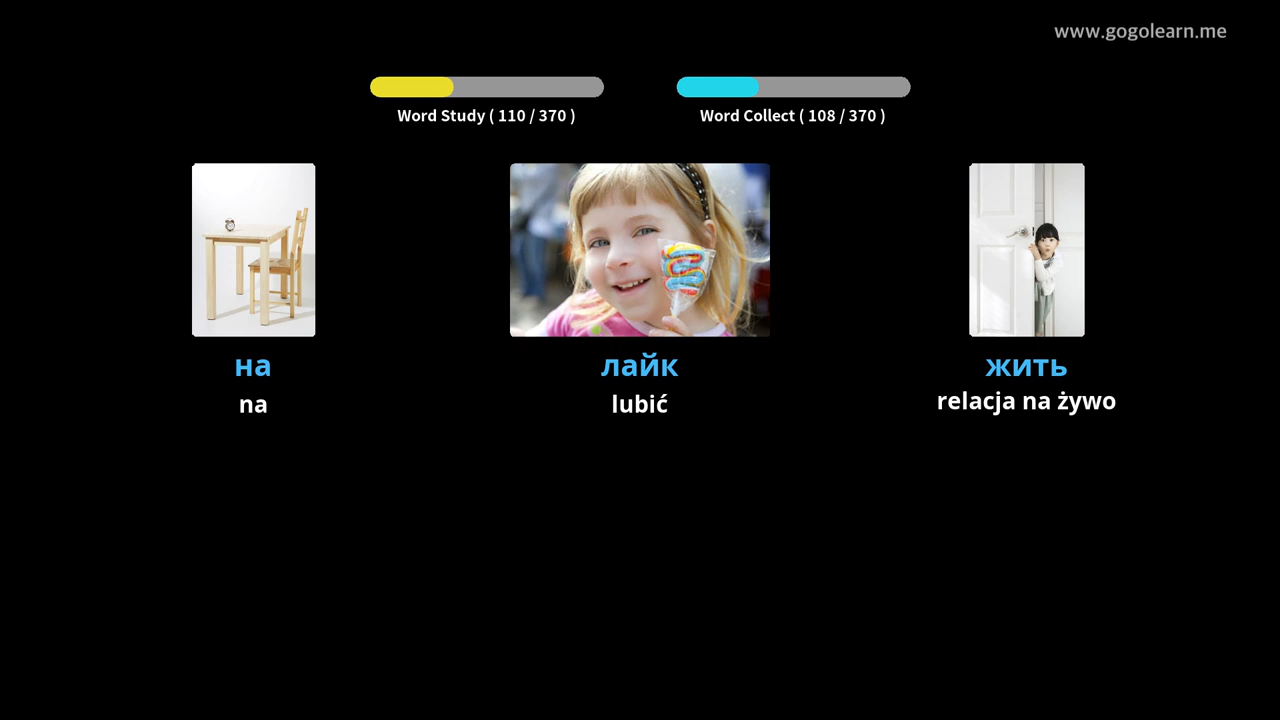 www.gogolearn.me
Word Study ( 110 / 370 )
Word Collect ( 108 / 370 )
на
лайк
жить
na
lubić
relacja na żywo